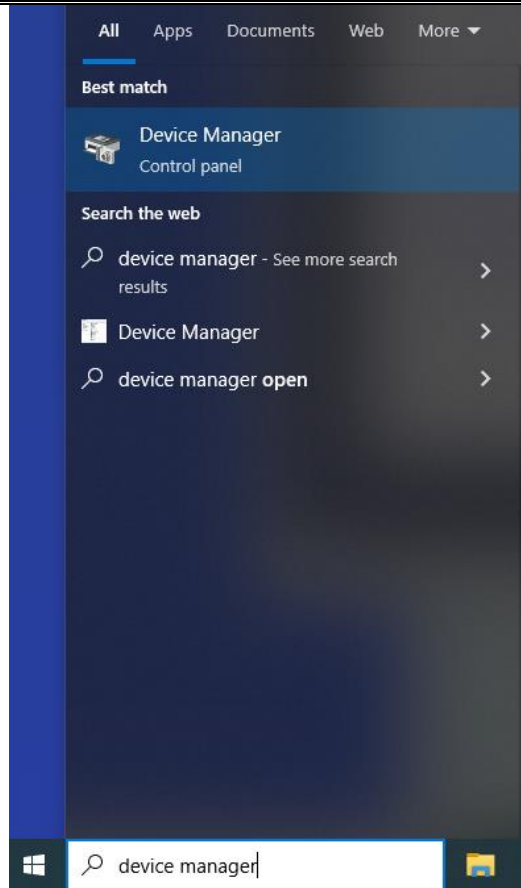 All Apps Documents Web More
Best match
Device Manager
Control panel
Search the web
device manager - See more search
results
Device Manager
device manager open
device manager